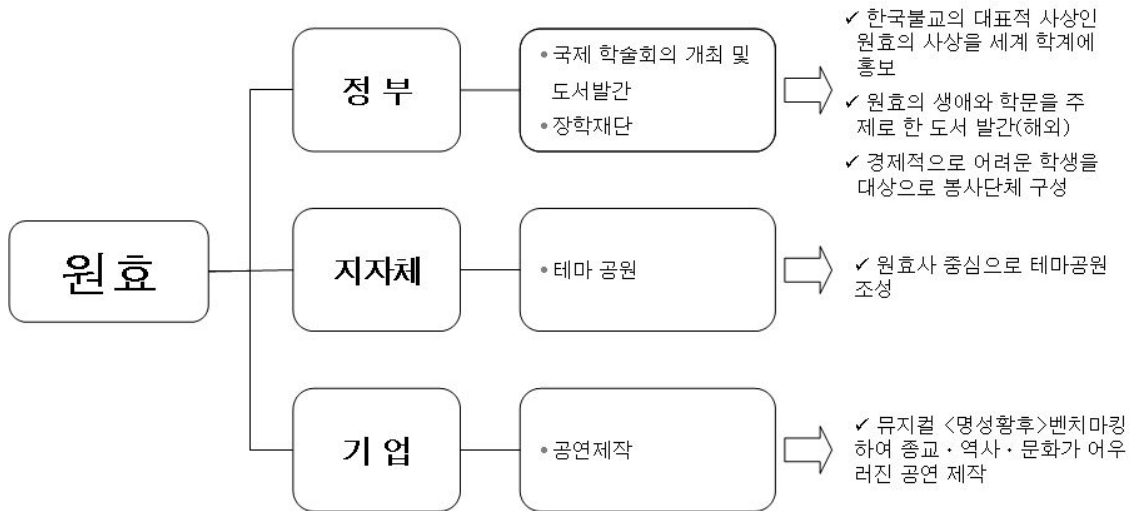 원효
정 부
• 국제 학술회의 개최 및
도서발간
• 장학재단
✓ 한국불교의 대표적 사상인
원효의 사상을 세계 학계에
홍보
✓ 원효의 생애와 학문을 주
제로 한 도서 발간(해외)
✓ 경제적으로 어려운 학생을
대상으로 봉사단체 구성
지자체
• 테마 공원
✓ 원효사 중심으로 테마공원
조성
기 업
• 공연제작
✓ 뮤지컬 <명성황후>벤치마킹
하여 종교·역사·문화가 어우
러진 공연 제작